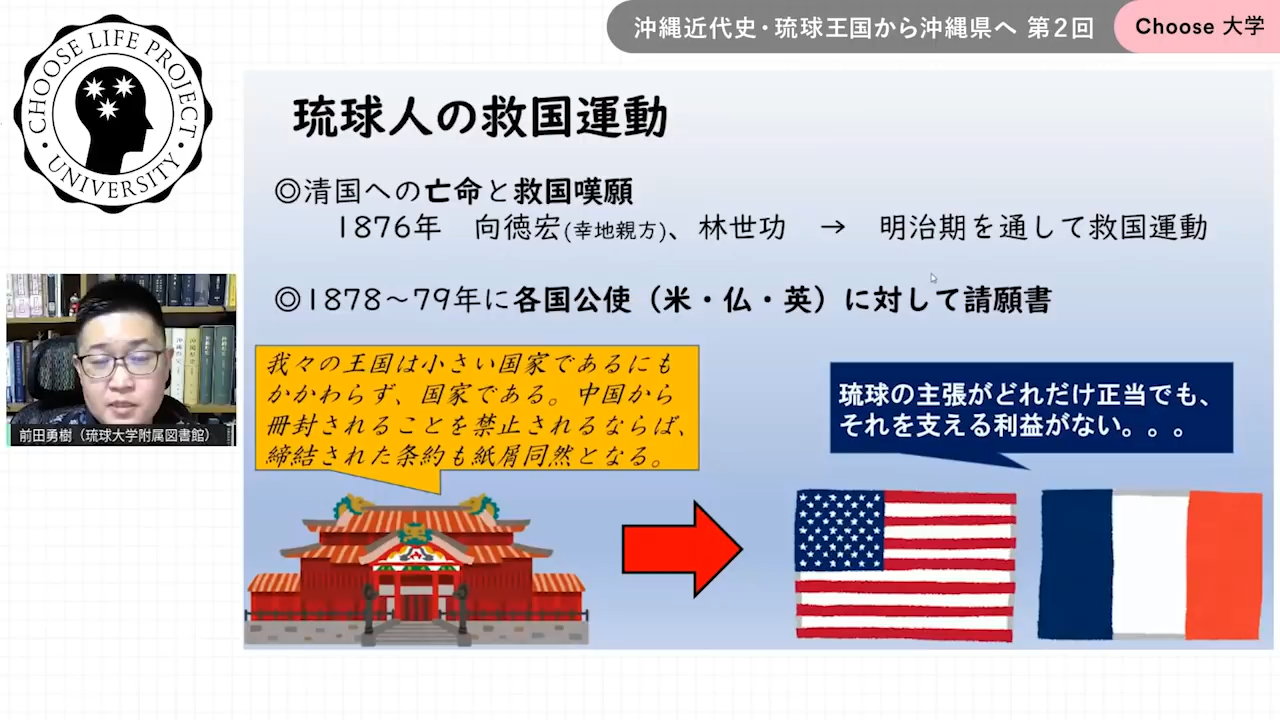 沖縄近代史・琉球王国から沖縄県へ 第2回
Choose 大学
CHOOSE LIFE PROJECT
・UNIVERSITY・
琉球人の救国運動
◎清国への亡命と救国嘆願
1876年　向徳宏(幸地親方)、林世功　→　明治期を通して救国運動
◎1878～79年に各国公使（米・仏・英）に対して請願書
我々の王国は小さい国家であるにも
かかわらず、国家である。中国から
冊封されることを禁止されるならば、
締結された条約も紙屑同然となる。
琉球の主張がどれだけ正当でも、
それを支える利益がない。。。
前田勇樹（琉球大学附属図書館）